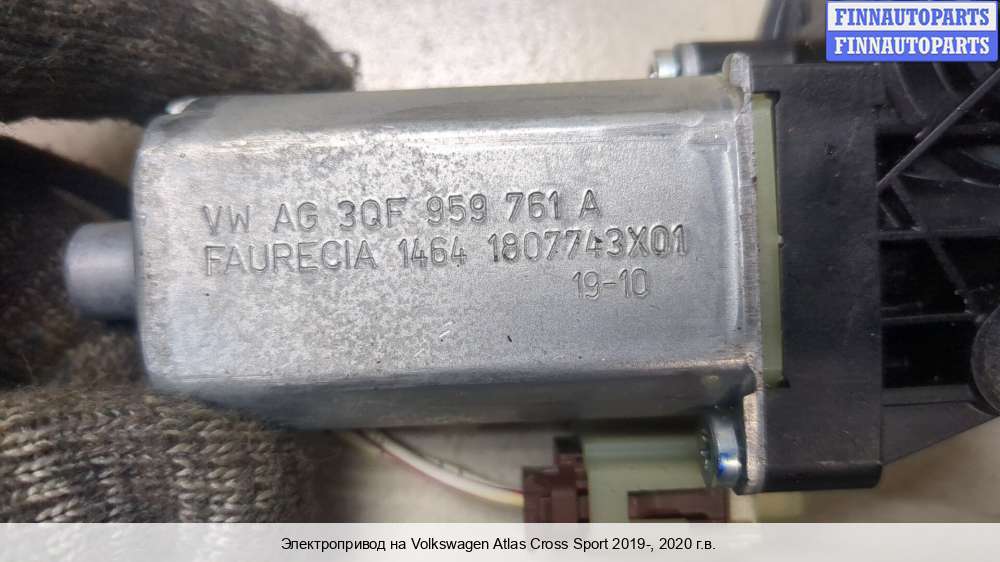 FINNAUTOPARTS
FINNAUTOPARTS
VW AG 3QF 959 761 A
FAURECIA 1464 1807743X01
19-10
Электропривод на Volkswagen Atlas Cross Sport 2019-, 2020 г.в.